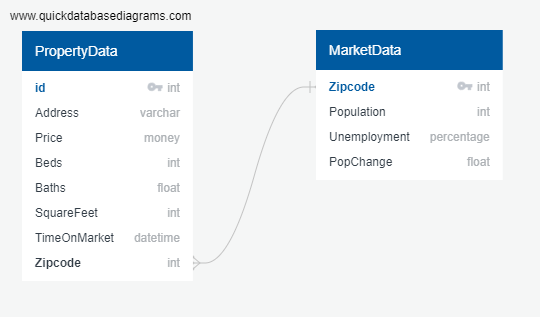 www.quickdatabasediagrams.com
PropertyData
id int
Address varchar
Price money
Beds int
Baths float
SquareFeet int
TimeOnMarket datetime
Zipcode int
MarketData
Zipcode int
Population int
Unemployment percentage
PopChange float